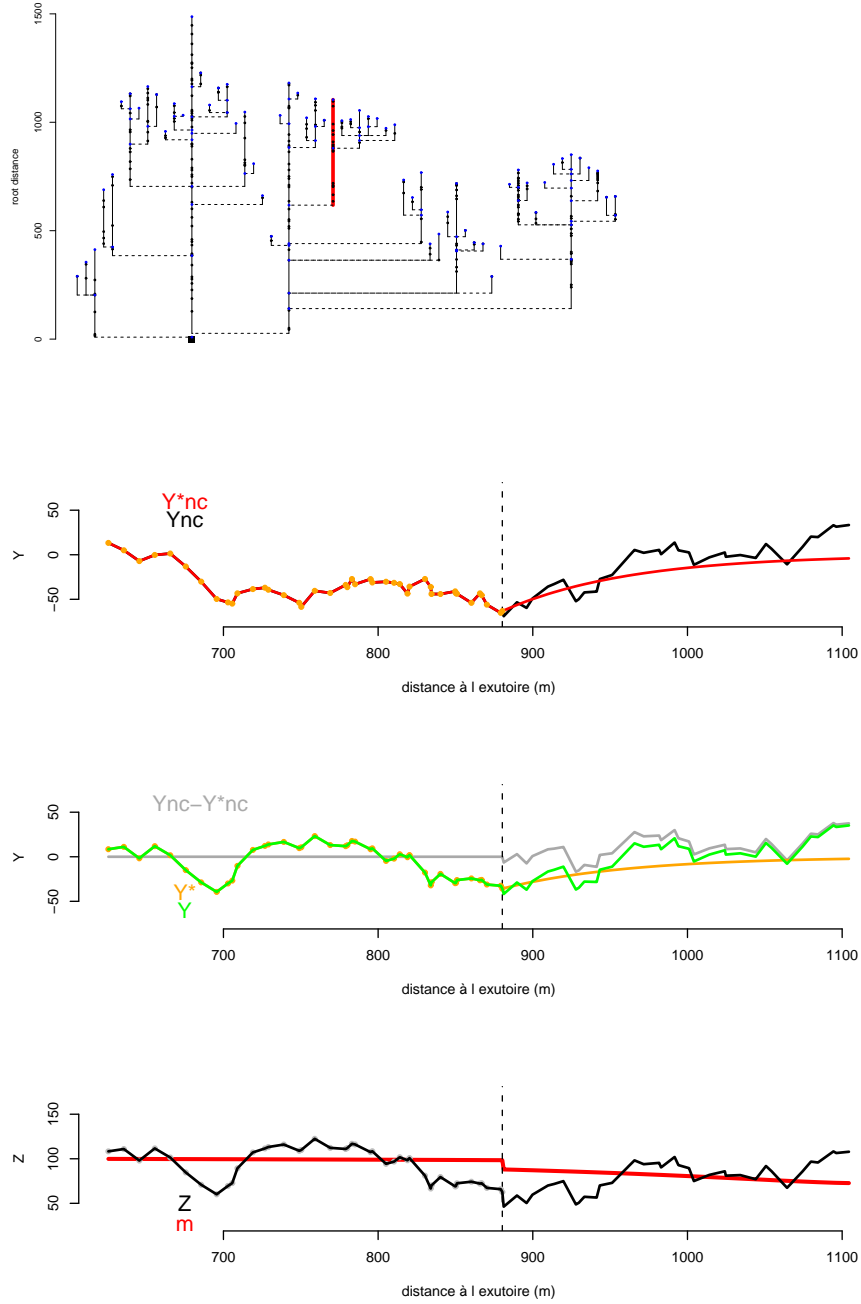 1500
1000
500
0
root distance
50
0
−50
Y
Y*nc
Ync
700 800 900 1000 1100
distance à l exutoire (m)
50
0
−50
Y
Ync−Y*nc
Y*
Y
700 800 900 1000 1100
distance à l exutoire (m)
150
100
50
Z
Z
m
700 800 900 1000 1100
distance à l exutoire (m)